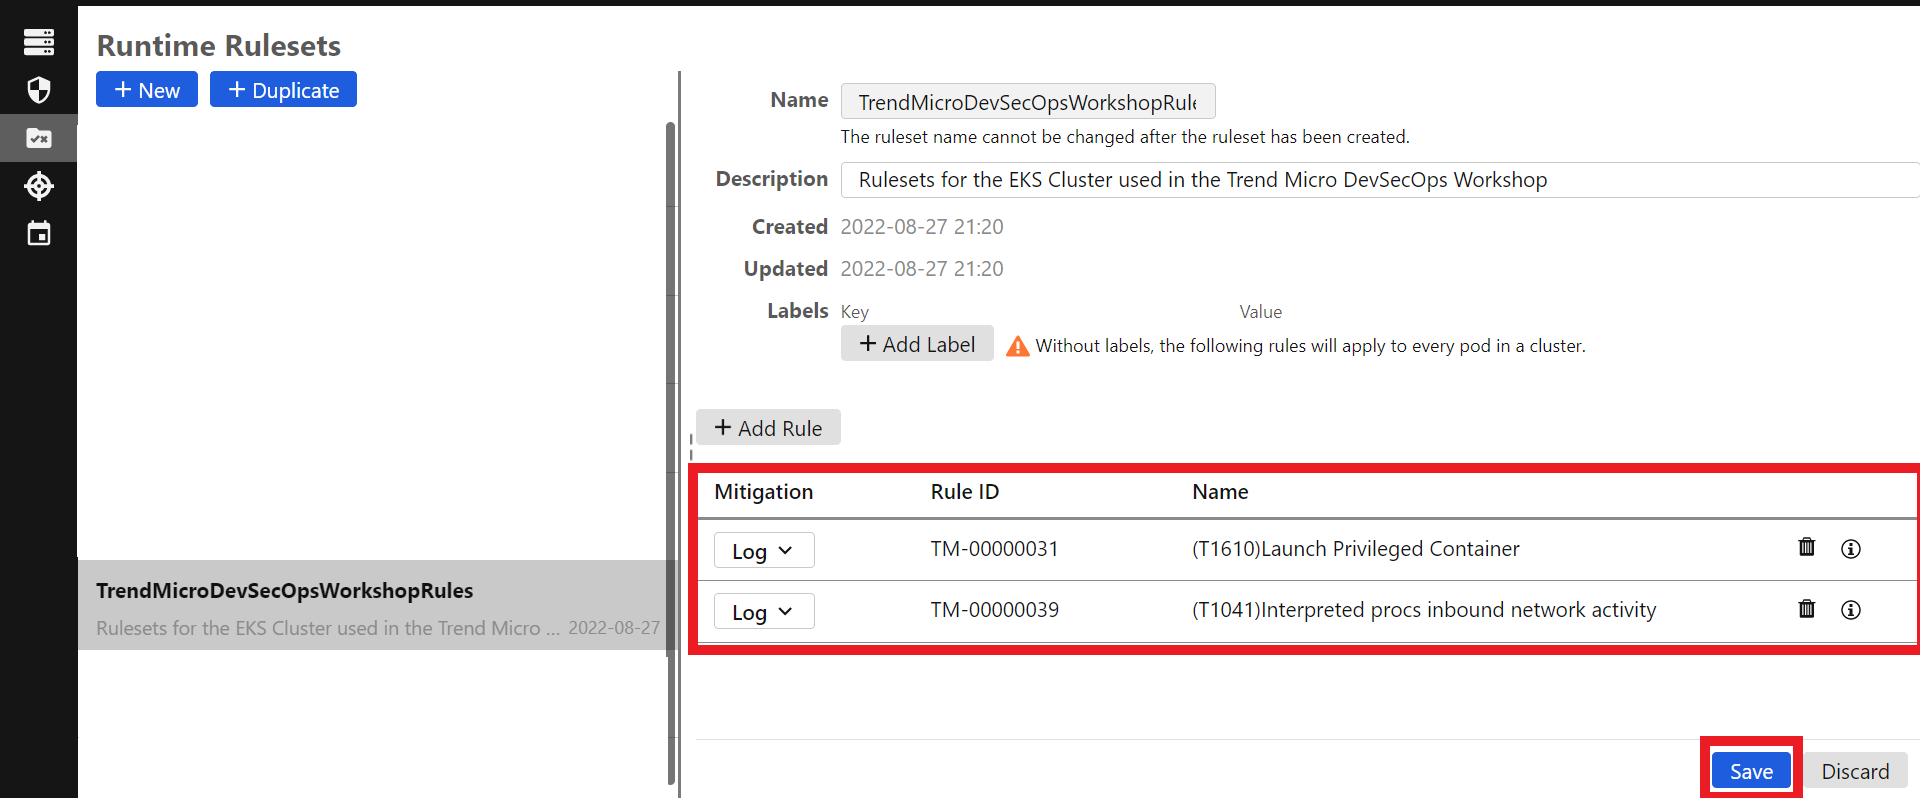 Runtime Rulesets
+ New
+ Duplicate
TrendMicroDevSecOpsWorkshopRules
Rulesets for the EKS Cluster used in the Trend Micro ... 2022-08-27
Name TrendMicroDevSecOpsWorkshopRule
The ruleset name cannot be changed after the ruleset has been created.
Description Rulesets for the EKS Cluster used in the Trend Micro DevSecOps Workshop
Created 2022-08-27 21:20
Updated 2022-08-27 21:20
Labels Key Value
+ Add Label Without labels, the following rules will apply to every pod in a cluster.
+ Add Rule
Mitigation Rule ID Name
Log TM-00000031 (T1610)Launch Privileged Container
Log TM-00000039 (T1041)Interpreted procs inbound network activity
Save Discard